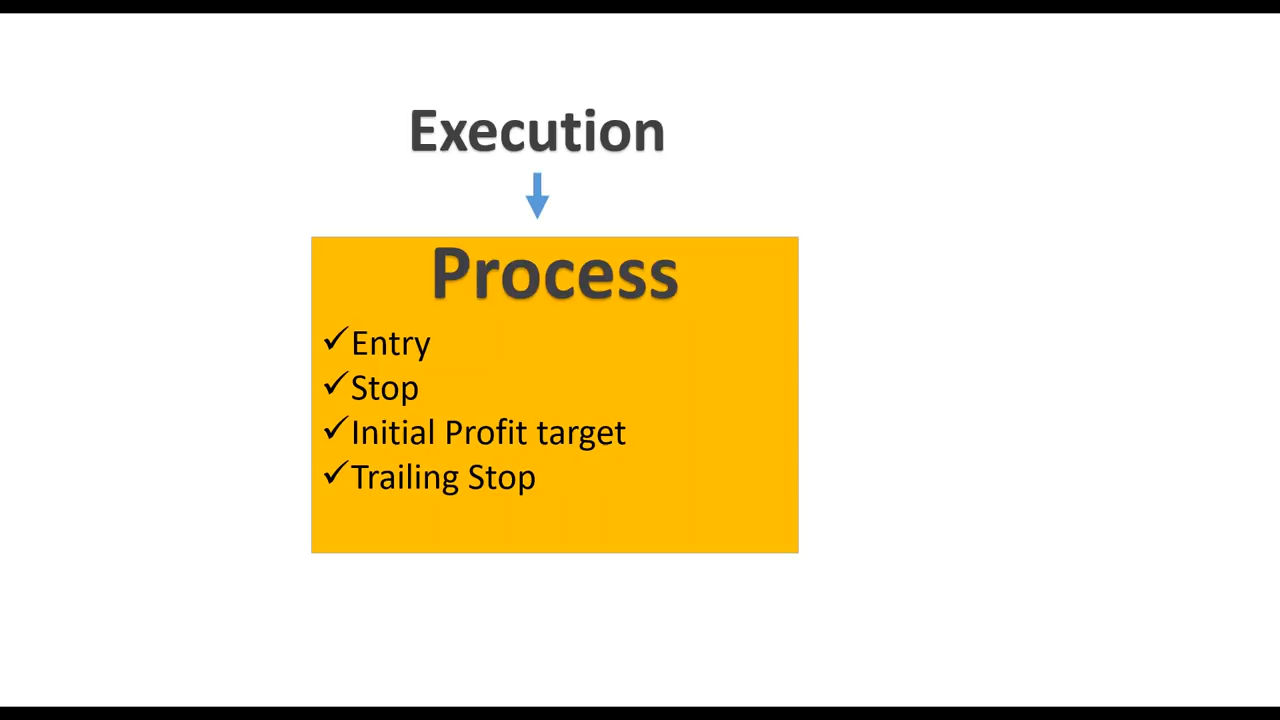 Execution
Process
✓Entry
✓Stop
✓Initial Profit target
✓Trailing Stop